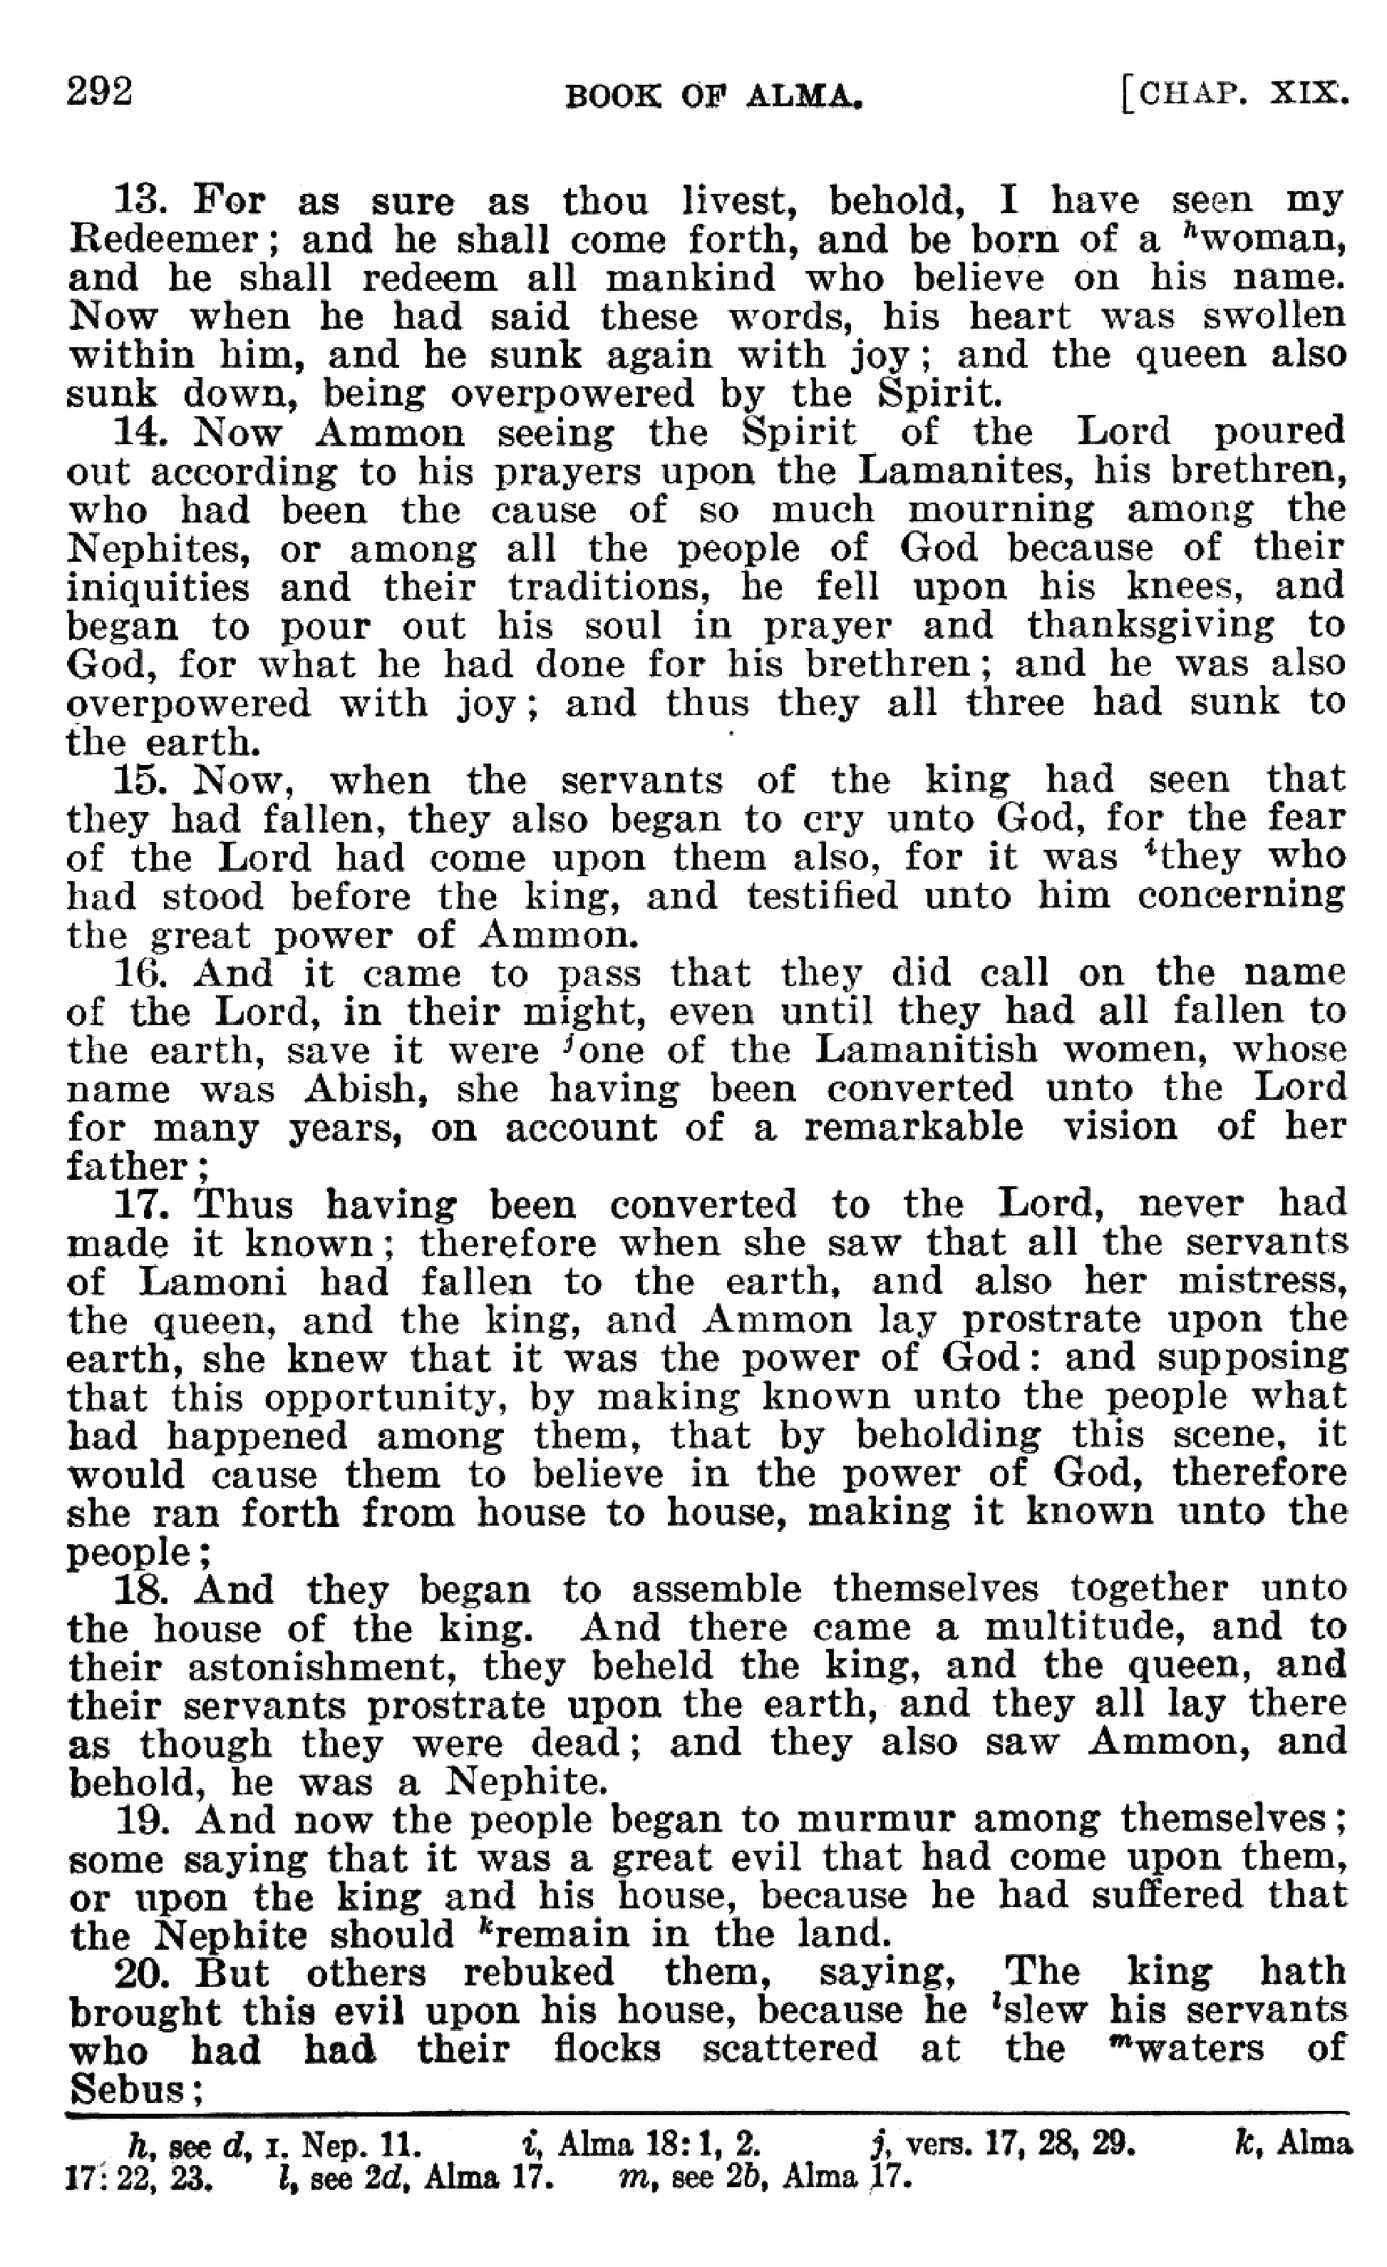 292 BOOK OF ALMA. [CHAP. XIX.
13. For as sure as thou livest, behold, I have seen my
Redeemer; and he shall come forth, and be born of a ʰwoman,
and he shall redeem all mankind who believe on his name.
Now when he had said these words, his heart was swollen
within him, and he sunk again with joy; and the queen also
sunk down, being overpowered by the Spirit.
14. Now Ammon seeing the Spirit of the Lord poured
out according to his prayers upon the Lamanites, his brethren,
who had been the cause of so much mourning among the
Nephites, or among all the people of God because of their
iniquities and their traditions, he fell upon his knees, and
began to pour out his soul in prayer and thanksgiving to
God, for what he had done for his brethren; and he was also
overpowered with joy; and thus they all three had sunk to
the earth.
15. Now, when the servants of the king had seen that
they had fallen, they also began to cry unto God, for the fear
of the Lord had come upon them also, for it was ⁱthey who
had stood before the king, and testified unto him concerning
the great power of Ammon.
16. And it came to pass that they did call on the name
of the Lord, in their might, even until they had all fallen to
the earth, save it were ʲone of the Lamanitish women, whose
name was Abish, she having been converted unto the Lord
for many years, on account of a remarkable vision of her
father;
17. Thus having been converted to the Lord, never had
made it known; therefore when she saw that all the servants
of Lamoni had fallen to the earth, and also her mistress,
the queen, and the king, and Ammon lay prostrate upon the
earth, she knew that it was the power of God: and supposing
that this opportunity, by making known unto the people what
had happened among them, that by beholding this scene, it
would cause them to believe in the power of God, therefore
she ran forth from house to house, making it known unto the
people;
18. And they began to assemble themselves together unto
the house of the king. And there came a multitude, and to
their astonishment, they beheld the king, and the queen, and
their servants prostrate upon the earth, and they all lay there
as though they were dead; and they also saw Ammon, and
behold, he was a Nephite.
19. And now the people began to murmur among themselves;
some saying that it was a great evil that had come upon them,
or upon the king and his house, because he had suffered that
the Nephite should ᵏremain in the land.
20. But others rebuked them, saying, The king hath
brought this evil upon his house, because he ˡslew his servants
who had had their flocks scattered at the ᵐwaters of
Sebus;
h, see d, I. Nep. 11. i, Alma 18:1, 2. j, vers. 17, 28, 29. k, Alma
17:22, 23. l, see 2d, Alma 17. m, see 2b, Alma 17.